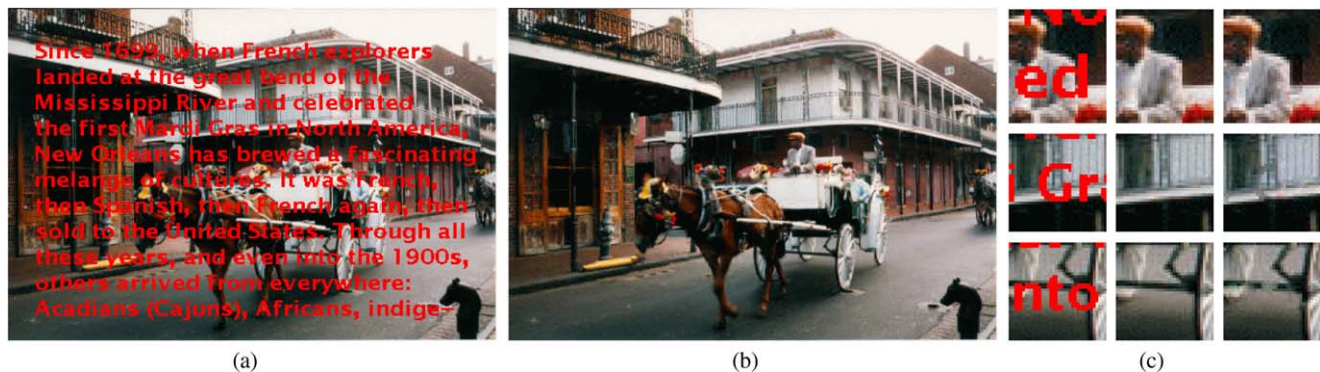 Since 1699, when French explorers
landed at the great bend of the
Mississippi River and celebrated
the first Mardi Gras in North America,
New Orleans has brewed a fascinating
melange of cultures. It was French,
then Spanish, then French again, then
sold to the United States. Through all
these years, and even into the 1900s,
others arrived from everywhere:
Acadians (Cajuns), Africans, indige-
No
ed
i Gra
nto
(a)
(b)
(c)